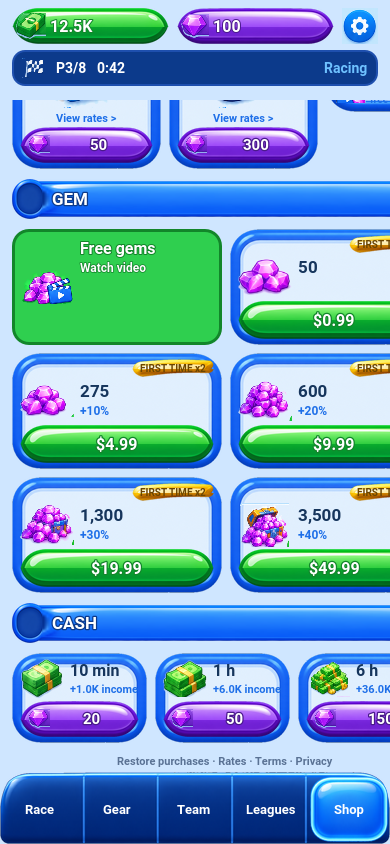 12.5K 100
P3/8 0:42 Racing
View rates > View rates >
50 300
GEM
Free gems
Watch video
FIRST T
50
$0.99
FIRST TIME x2
275
+10%
$4.99
FIRST T
600
+20%
$9.99
FIRST TIME x2
1,300
+30%
$19.99
FIRST T
3,500
+40%
$49.99
CASH
10 min 1 h 6 h
+1.0K income +6.0K income +36.0K
20 50 150
Restore purchases · Rates · Terms · Privacy
Race Gear Team Leagues Shop